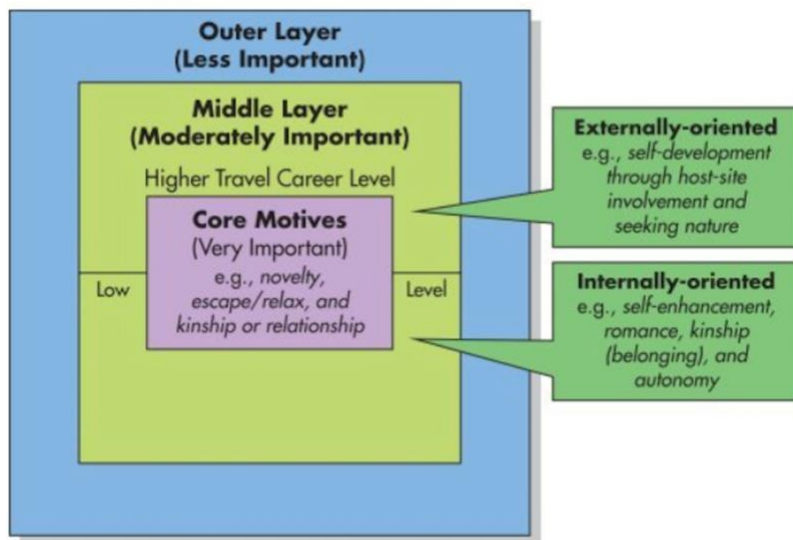 Outer Layer
(Less Important)
Middle Layer
(Moderately Important)
Higher Travel Career Level
Core Motives
(Very Important)
e.g., novelty,
escape/relax, and
kinship or relationship
Low
Level
Externally-oriented
e.g., self-development
through host-site
involvement and
seeking nature
Internally-oriented
e.g., self-enhancement,
romance, kinship
(belonging), and
autonomy